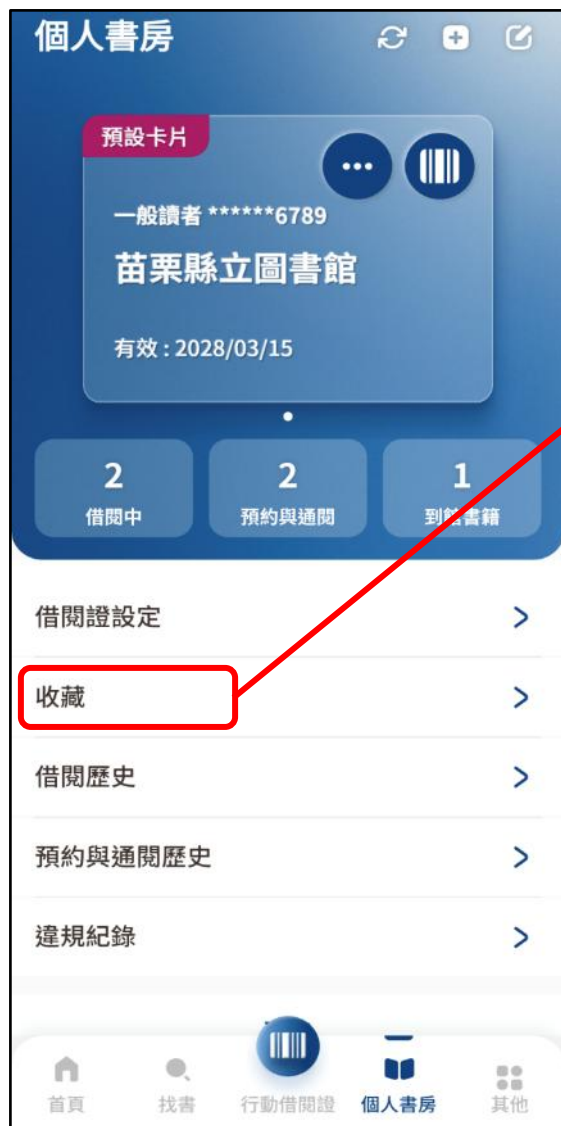 個人書房
預設卡片
一般讀者 ******6789
苗栗縣立圖書館
有效 : 2028/03/15
2 2 1
借閱中 預約與通閱 到館書籍
借閱證設定
收藏
借閱歷史
預約與通閱歷史
違規紀錄
首頁 找書 行動借閱證 個人書房 其他